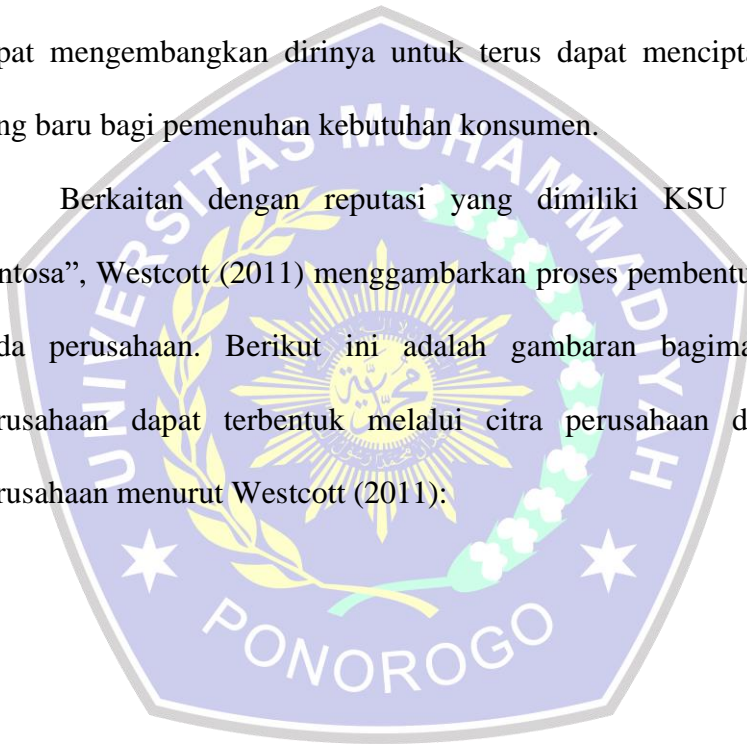 pat mengembangkan dirinya untuk terus dapat mencipta
ng baru bagi pemenuhan kebutuhan konsumen.
Berkaitan dengan reputasi yang dimiliki KSU
ntosa”, Westcott (2011) menggambarkan proses pembentu
da perusahaan. Berikut ini adalah gambaran bagima
rusahaan dapat terbentuk melalui citra perusahaan d
rusahaan menurut Westcott (2011):
UNIVERSITAS MUHAMMADIYAH
PONOROGO